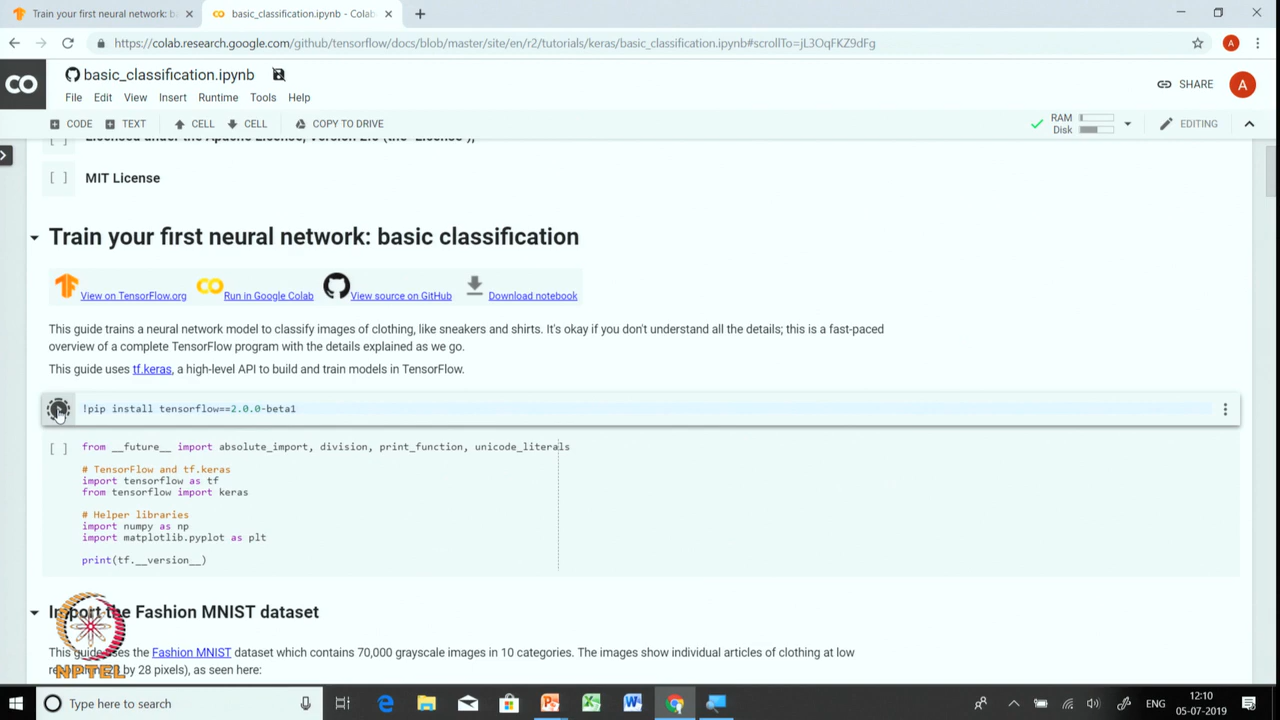 Train your first neural network: b
basic_classification.ipynb - Colab
https://colab.research.google.com/github/tensorflow/docs/blob/master/site/en/r2/tutorials/keras/basic_classification.ipynb#scrollTo=jL3OqFKZ9dFg
A
CO
basic_classification.ipynb
SHARE
A
File Edit View Insert Runtime Tools Help
CODE TEXT CELL CELL COPY TO DRIVE
RAM
Disk
EDITING
[ ] Licensed under the Apache License, Version 2.0 (the "License");
[ ] MIT License
Train your first neural network: basic classification
View on TensorFlow.org Run in Google Colab View source on GitHub Download notebook
This guide trains a neural network model to classify images of clothing, like sneakers and shirts. It's okay if you don't understand all the details; this is a fast-paced
overview of a complete TensorFlow program with the details explained as we go.
This guide uses tf.keras, a high-level API to build and train models in TensorFlow.
!pip install tensorflow==2.0.0-beta1
[ ] from __future__ import absolute_import, division, print_function, unicode_literals
# TensorFlow and tf.keras
import tensorflow as tf
from tensorflow import keras
# Helper libraries
import numpy as np
import matplotlib.pyplot as plt
print(tf.__version__)
Import the Fashion MNIST dataset
This guide uses the Fashion MNIST dataset which contains 70,000 grayscale images in 10 categories. The images show individual articles of clothing at low
by 28 pixels), as seen here:
NPTEL
Type here to search
ENG
12:10
05-07-2019